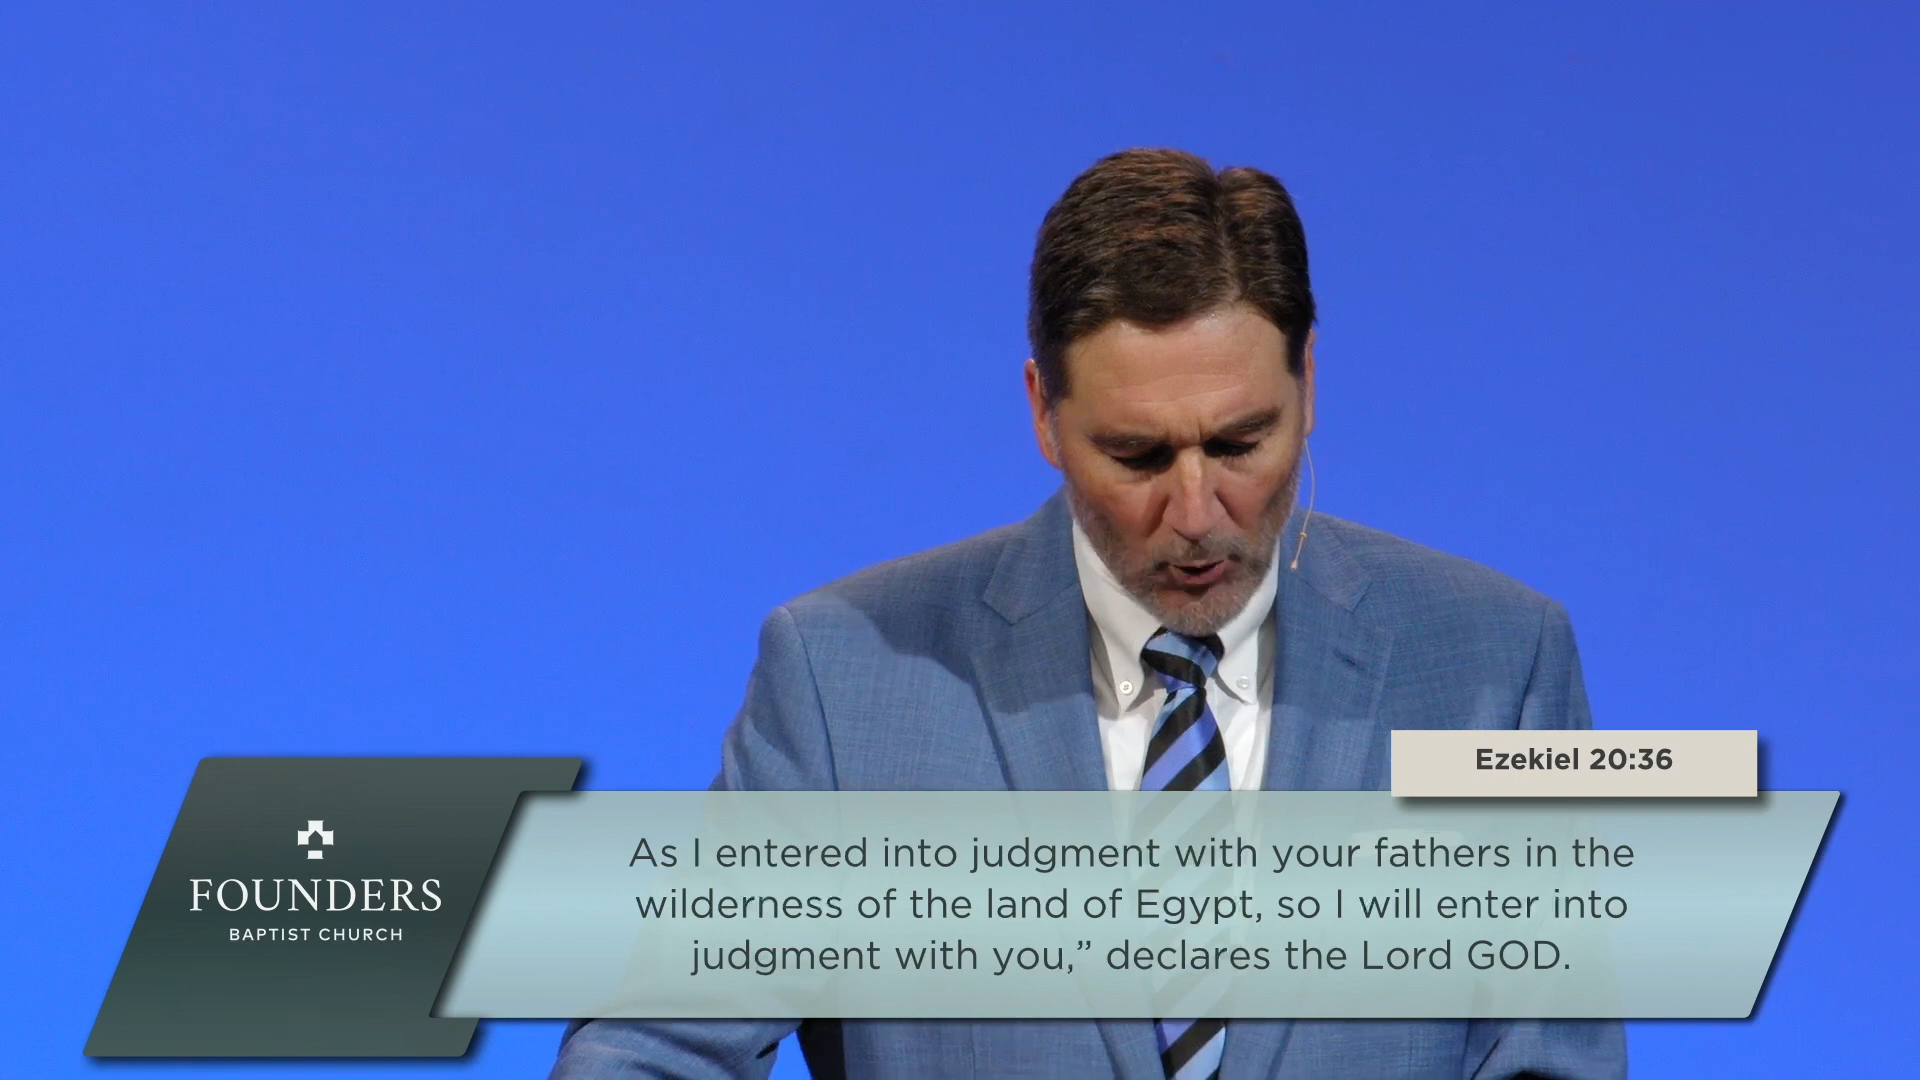 Ezekiel 20:36
As I entered into judgment with your fathers in the
wilderness of the land of Egypt, so I will enter into
judgment with you,” declares the Lord GOD.
FOUNDERS
BAPTIST CHURCH